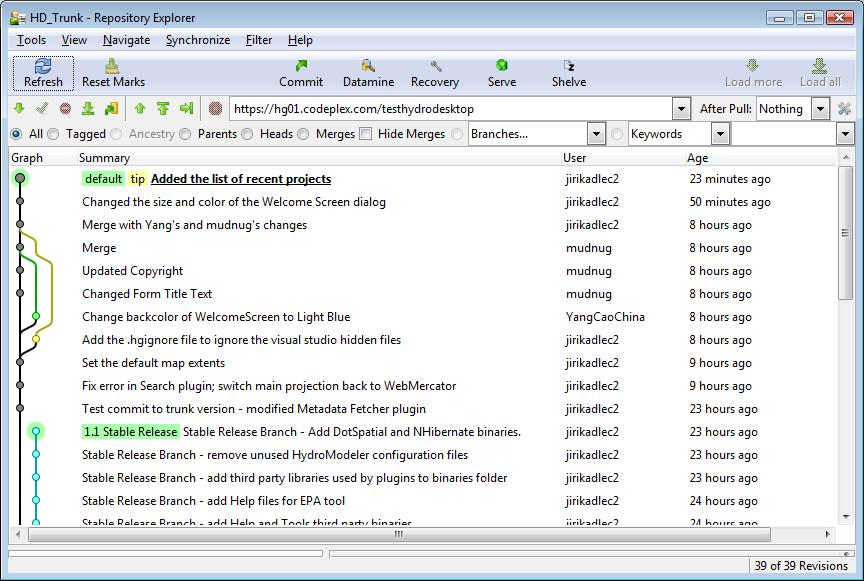 HD_Trunk - Repository Explorer
Tools View Navigate Synchronize Filter Help
Refresh Reset Marks Commit Datamine Recovery Serve Shelve Load more Load all
https://hg01.codeplex.com/testhydrodesktop After Pull: Nothing
All Tagged Ancestry Parents Heads Merges Hide Merges Branches... Keywords
Graph Summary User Age
default tip Added the list of recent projects jirikadlec2 23 minutes ago
Changed the size and color of the Welcome Screen dialog jirikadlec2 50 minutes ago
Merge with Yang's and mudnug's changes jirikadlec2 8 hours ago
Merge mudnug 8 hours ago
Updated Copyright mudnug 8 hours ago
Changed Form Title Text mudnug 8 hours ago
Change backcolor of WelcomeScreen to Light Blue YangCaoChina 8 hours ago
Add the .hgignore file to ignore the visual studio hidden files jirikadlec2 8 hours ago
Set the default map extents jirikadlec2 9 hours ago
Fix error in Search plugin; switch main projection back to WebMercator jirikadlec2 9 hours ago
Test commit to trunk version - modified Metadata Fetcher plugin jirikadlec2 23 hours ago
1.1 Stable Release Stable Release Branch - Add DotSpatial and NHibernate binaries. jirikadlec2 23 hours ago
Stable Release Branch - remove unused HydroModeler configuration files jirikadlec2 23 hours ago
Stable Release Branch - add third party libraries used by plugins to binaries folder jirikadlec2 23 hours ago
Stable Release Branch - add Help files for EPA tool jirikadlec2 24 hours ago
Stable Release Branch - add Help and Tools third party binaries jirikadlec2 24 hours ago
39 of 39 Revisions